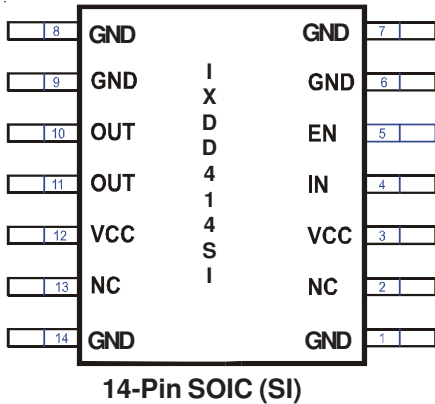 8 GND GND 7
9 GND GND 6
10 OUT EN 5
11 OUT IN 4
12 VCC VCC 3
13 NC NC 2
14 GND GND 1
IXDD414SI
14-Pin SOIC (SI)